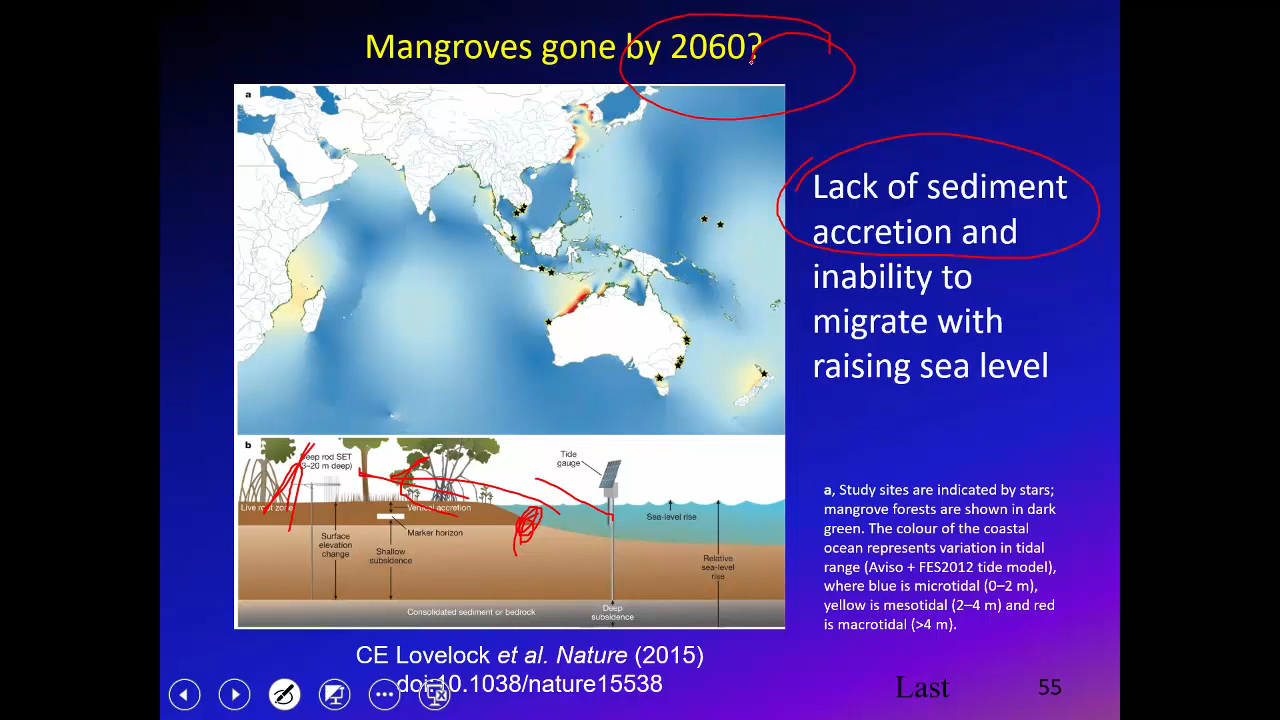 Mangroves gone by 2060?
a
Lack of sediment
accretion and
inability to
migrate with
raising sea level
b
Deep rod SET
(3–20 m deep)
Tide
gauge
Live root zone
Vertical accretion
Marker horizon
Sea-level rise
Surface
elevation
change
Shallow
subsidence
Relative
sea-level
rise
Consolidated sediment or bedrock
Deep
subsidence
a, Study sites are indicated by stars;
mangrove forests are shown in dark
green. The colour of the coastal
ocean represents variation in tidal
range (Aviso + FES2012 tide model),
where blue is microtidal (0–2 m),
yellow is mesotidal (2–4 m) and red
is macrotidal (>4 m).
CE Lovelock et al. Nature (2015)
doi:10.1038/nature15538
Last
55